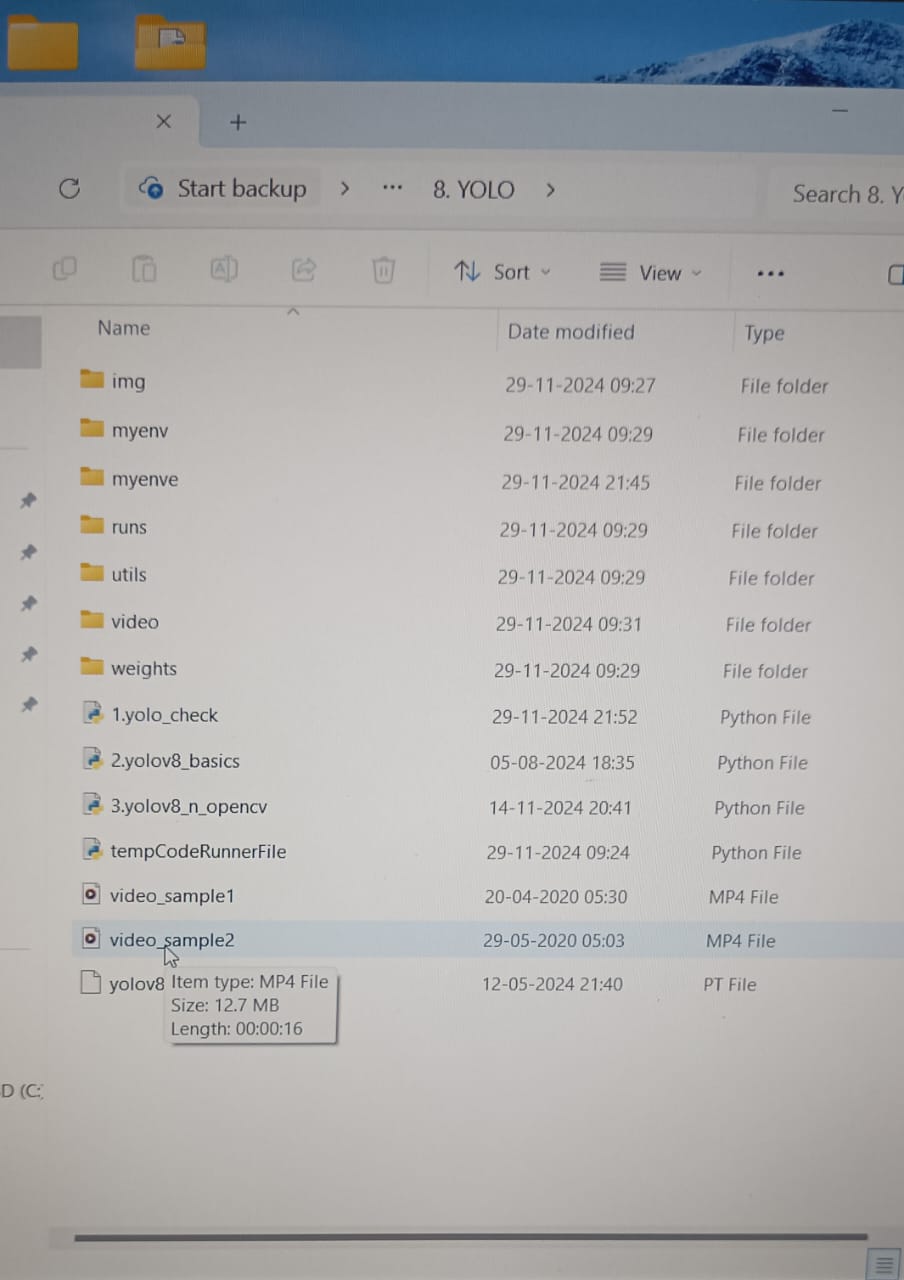 Start backup > ... 8. YOLO > Search 8. Y
Sort View ...
Name Date modified Type
img 29-11-2024 09:27 File folder
myenv 29-11-2024 09:29 File folder
myenve 29-11-2024 21:45 File folder
runs 29-11-2024 09:29 File folder
utils 29-11-2024 09:29 File folder
video 29-11-2024 09:31 File folder
weights 29-11-2024 09:29 File folder
1.yolo_check 29-11-2024 21:52 Python File
2.yolov8_basics 05-08-2024 18:35 Python File
3.yolov8_n_opencv 14-11-2024 20:41 Python File
tempCodeRunnerFile 29-11-2024 09:24 Python File
video_sample1 20-04-2020 05:30 MP4 File
video_sample2 29-05-2020 05:03 MP4 File
yolov8 12-05-2024 21:40 PT File
Item type: MP4 File
Size: 12.7 MB
Length: 00:00:16
D (C:)